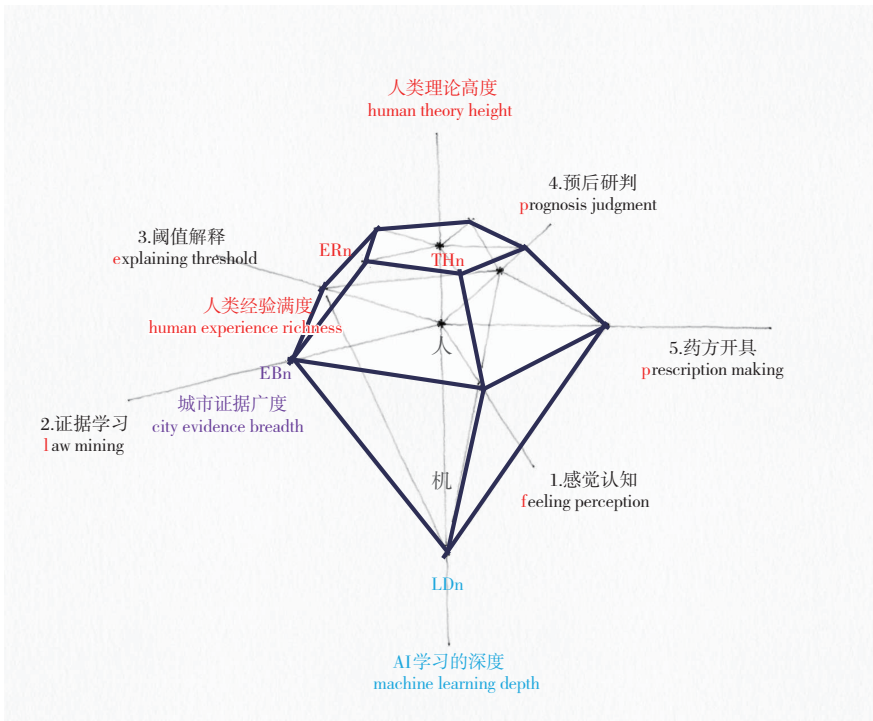 人类理论高度
human theory height
4.预后研判
prognosis judgment
3.阈值解释
explaining threshold
ERn
THn
人类经验满度
human experience richness
人
5.药方开具
prescription making
EBn
城市证据广度
city evidence breadth
2.证据学习
law mining
机
1.感觉认知
feeling perception
LDn
AI学习的深度
machine learning depth